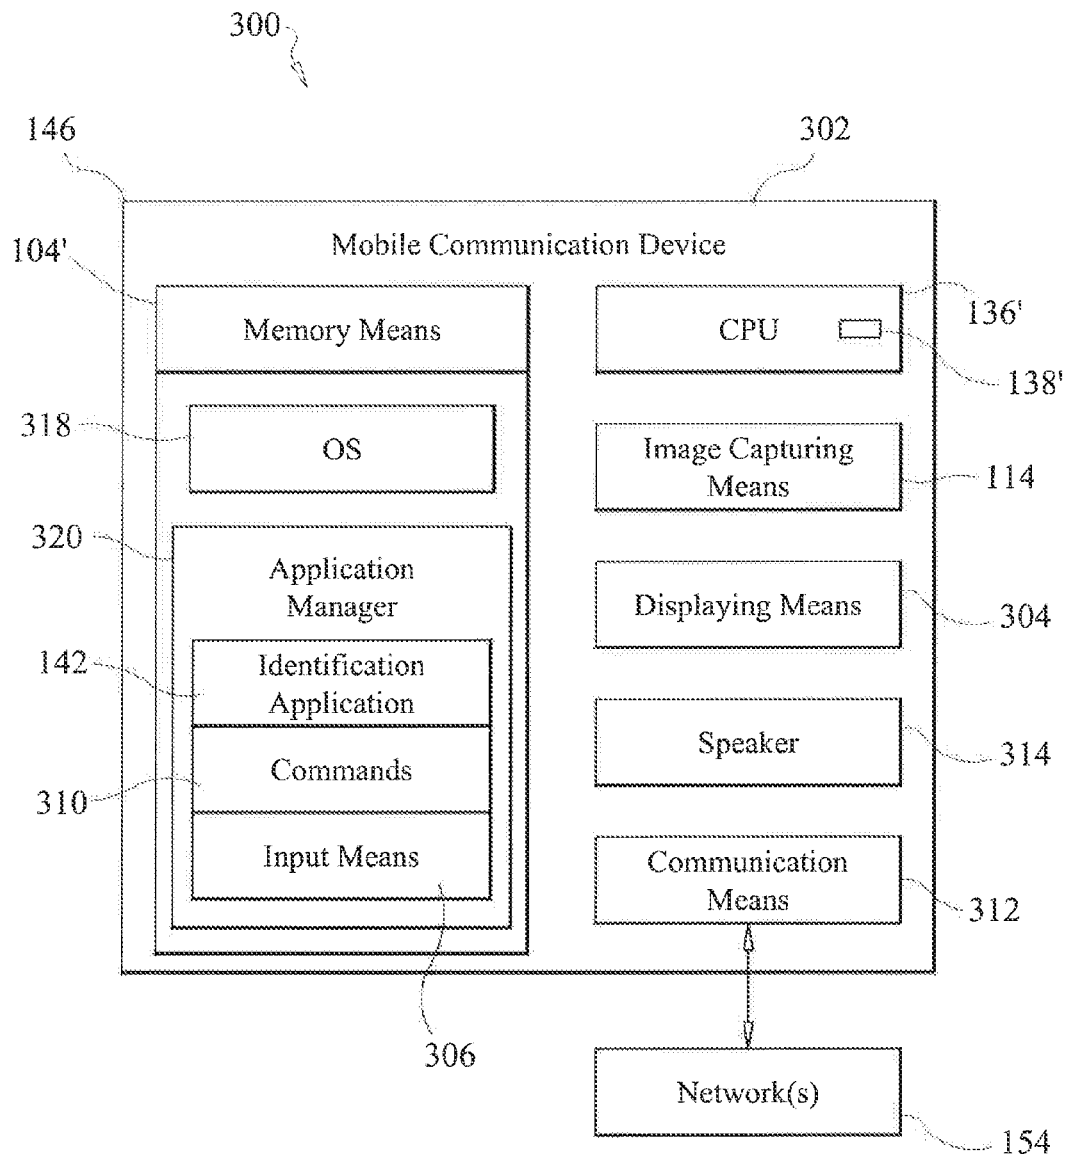 300
146
302
Mobile Communication Device
104'
Memory Means
CPU
136'
138'
318
OS
Image Capturing
Means
114
320
Application
Manager
Displaying Means
304
142
Identification
Application
Speaker
314
310
Commands
Input Means
Communication
Means
312
306
Network(s)
154